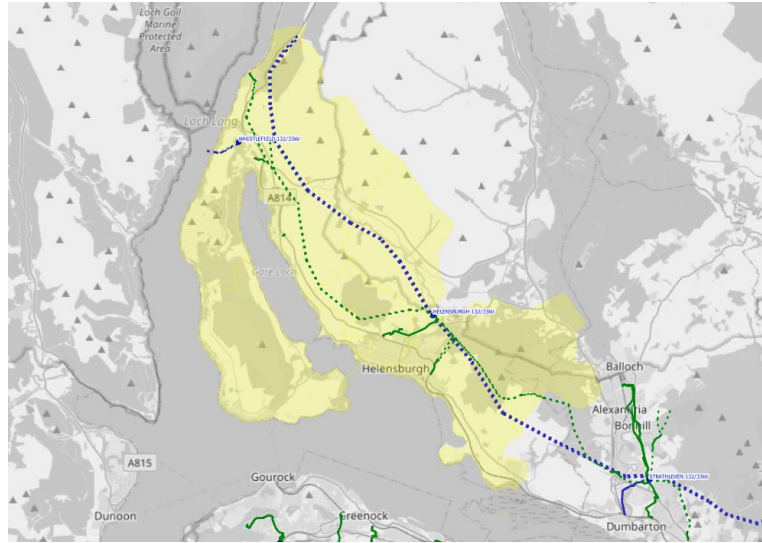 Loch Goil
Marine
Protected
Area
Loch Long
WHISTLEFIELD 132/33kV
A814
Gare Loch
HELENSBURGH 132/33kV
Helensburgh
Balloch
Alexandria
Bonhill
A815
Gourock
STRATHLEVEN 132/33kV
Dunoon
Greenock
Dumbarton